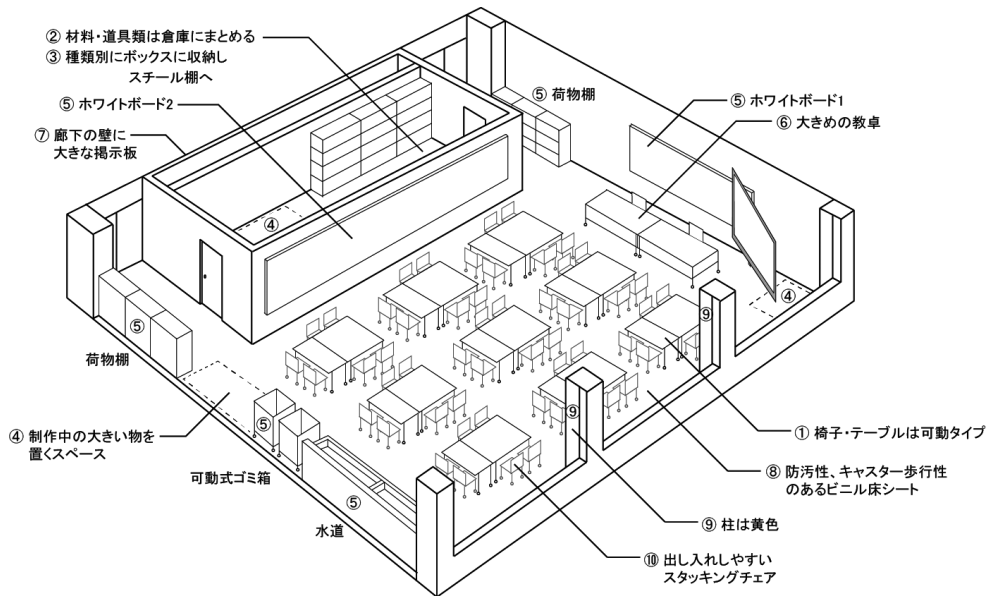 ② 材料・道具類は倉庫にまとめる
③ 種類別にボックスに収納し
スチール棚へ
⑤ ホワイトボード2
⑦ 廊下の壁に
大きな掲示板
⑤ 荷物棚
⑤ ホワイトボード1
⑥ 大きめの教卓
④
④
⑨
⑤
荷物棚
⑨
⑤
④ 制作中の大きい物を
置くスペース
① 椅子・テーブルは可動タイプ
可動式ゴミ箱
⑧ 防汚性、キャスター歩行性
のあるビニル床シート
⑤
水道
⑨ 柱は黄色
⑩ 出し入れしやすい
スタッキングチェア